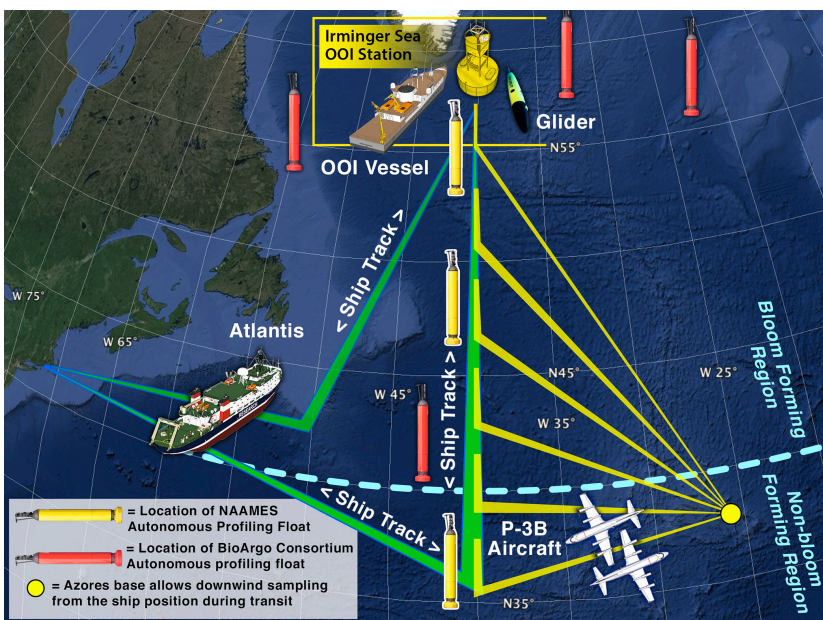 Irminger Sea
OOI Station
Glider
OOI Vessel
N55°
< Ship Track >
W 75°
W 65°
Atlantis
N45°
W 45°
W 35°
W 25°
Bloom Forming
Region
< Ship Track >
< Ship Track >
Non-bloom
Forming Region
P-3B
Aircraft
N35°
= Location of NAAMES
Autonomous Profiling Float
= Location of BioArgo Consortium
Autonomous profiling float
= Azores base allows downwind sampling
from the ship position during transit